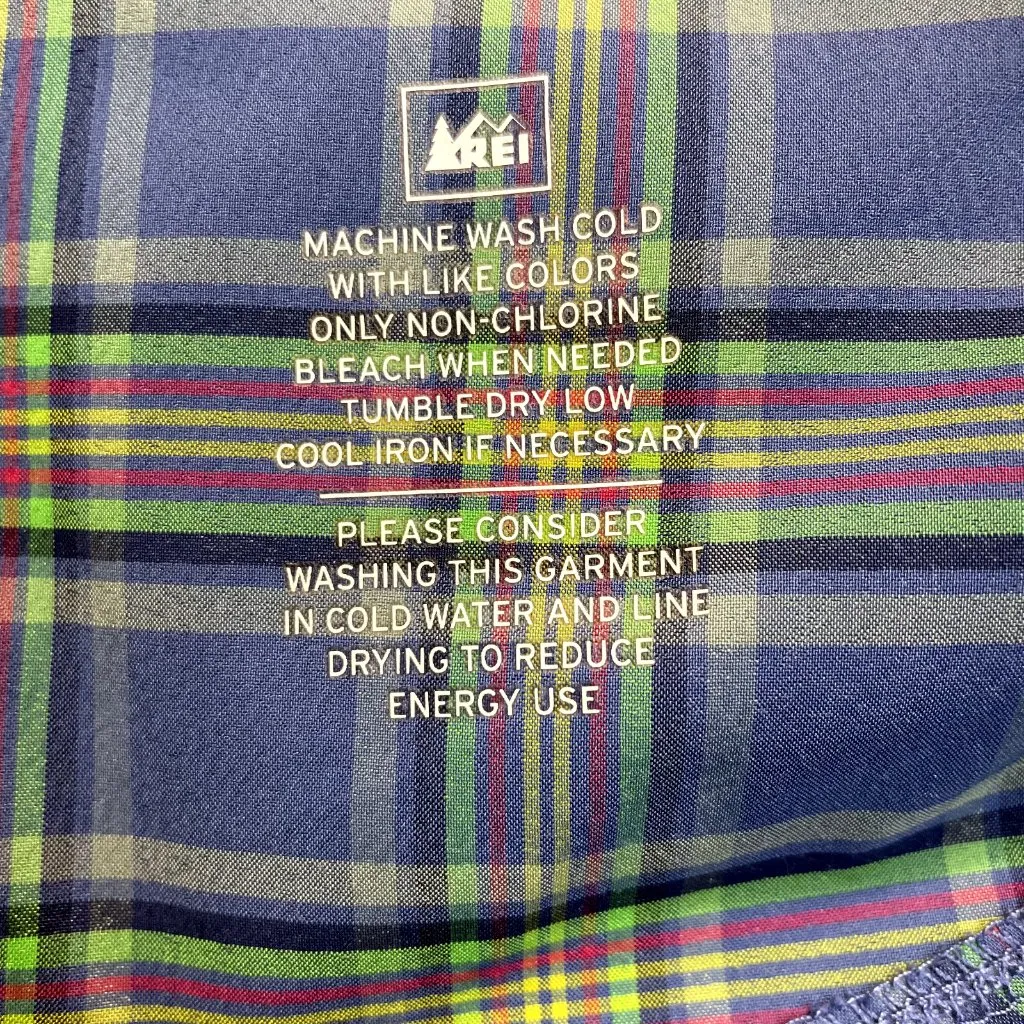 REI
MACHINE WASH COLD
WITH LIKE COLORS
ONLY NON-CHLORINE
BLEACH WHEN NEEDED
TUMBLE DRY LOW
COOL IRON IF NECESSARY
PLEASE CONSIDER
WASHING THIS GARMENT
IN COLD WATER AND LINE
DRYING TO REDUCE
ENERGY USE